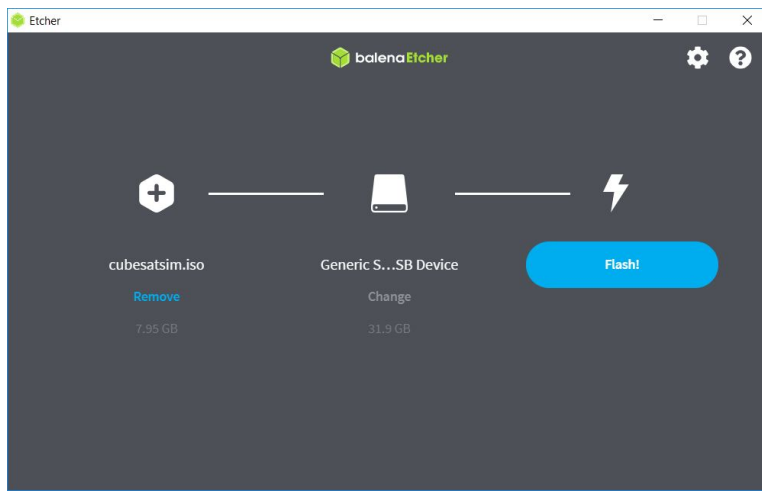 Etcher
balenaEtcher
cubesatsim.iso
Generic S...SB Device
Flash!
Remove
Change
7.95 GB
31.9 GB